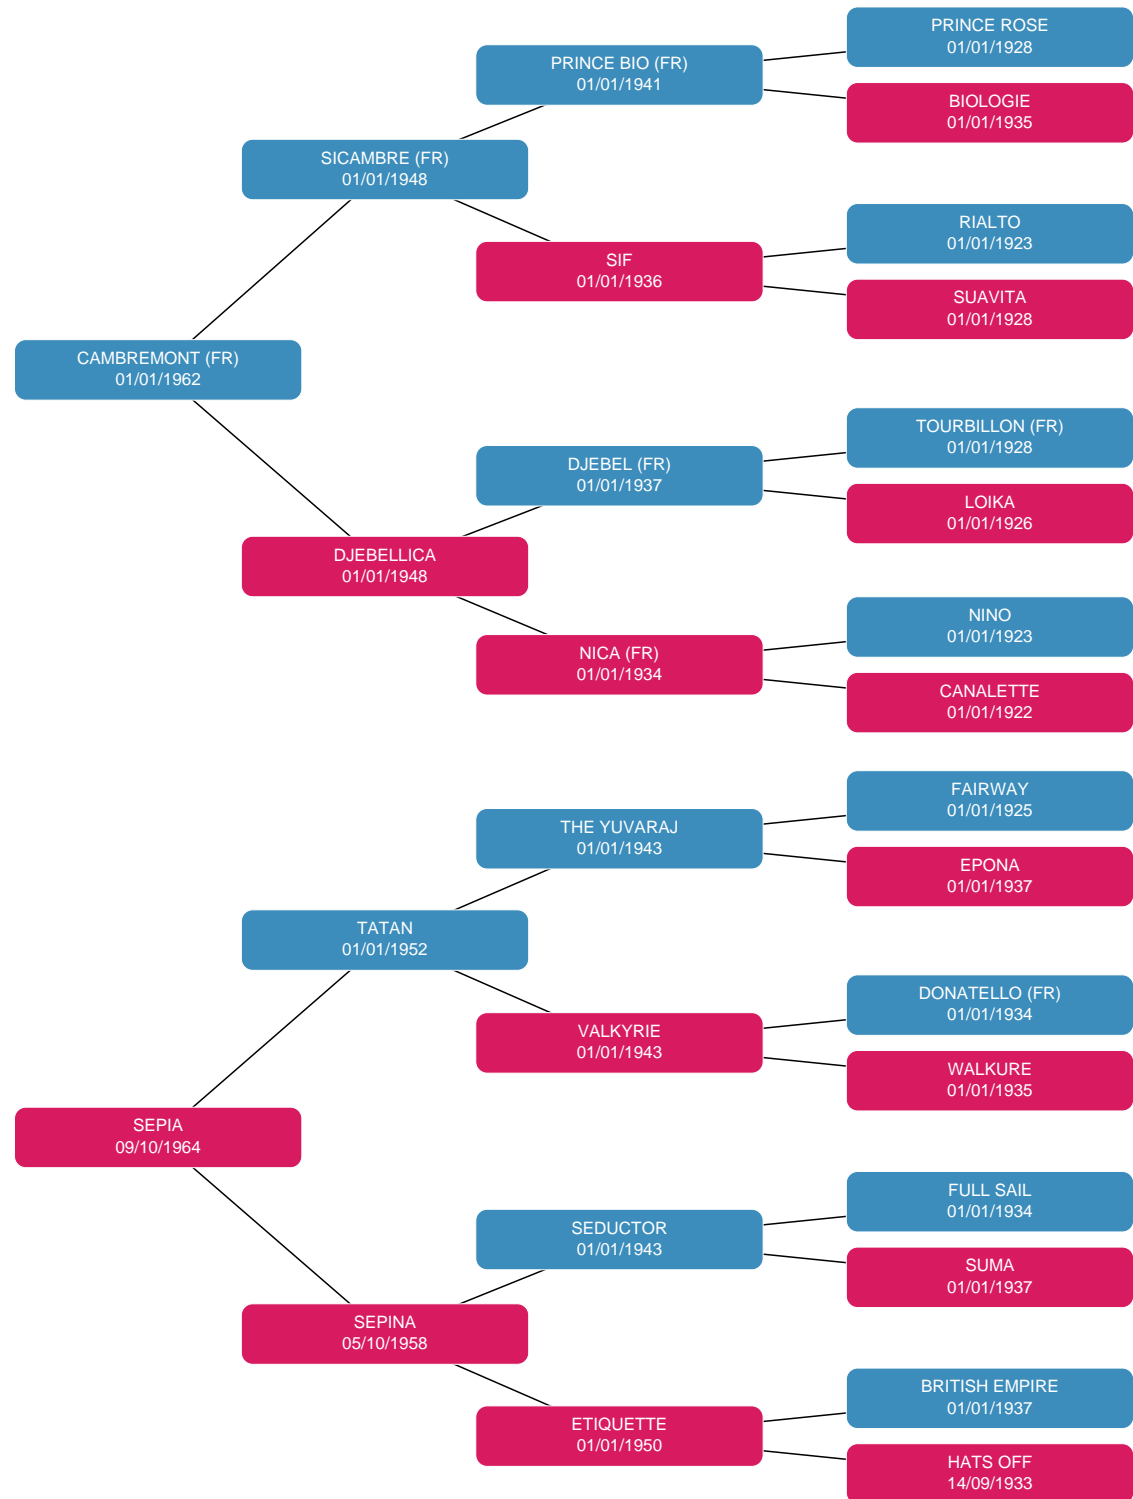 PRINCE ROSE
01/01/1928
PRINCE BIO (FR)
01/01/1941
BIOLOGIE
01/01/1935
SICAMBRE (FR)
01/01/1948
RIALTO
01/01/1923
SIF
01/01/1936
SUAVITA
01/01/1928
CAMBREMONT (FR)
01/01/1962
TOURBILLON (FR)
01/01/1928
DJEBEL (FR)
01/01/1937
LOIKA
01/01/1926
DJEBELLICA
01/01/1948
NINO
01/01/1923
NICA (FR)
01/01/1934
CANALETTE
01/01/1922
FAIRWAY
01/01/1925
THE YUVARAJ
01/01/1943
EPONA
01/01/1937
TATAN
01/01/1952
DONATELLO (FR)
01/01/1934
VALKYRIE
01/01/1943
WALKURE
01/01/1935
SEPIA
09/10/1964
FULL SAIL
01/01/1934
SEDUCTOR
01/01/1943
SUMA
01/01/1937
SEPINA
05/10/1958
BRITISH EMPIRE
01/01/1937
ETIQUETTE
01/01/1950
HATS OFF
14/09/1933